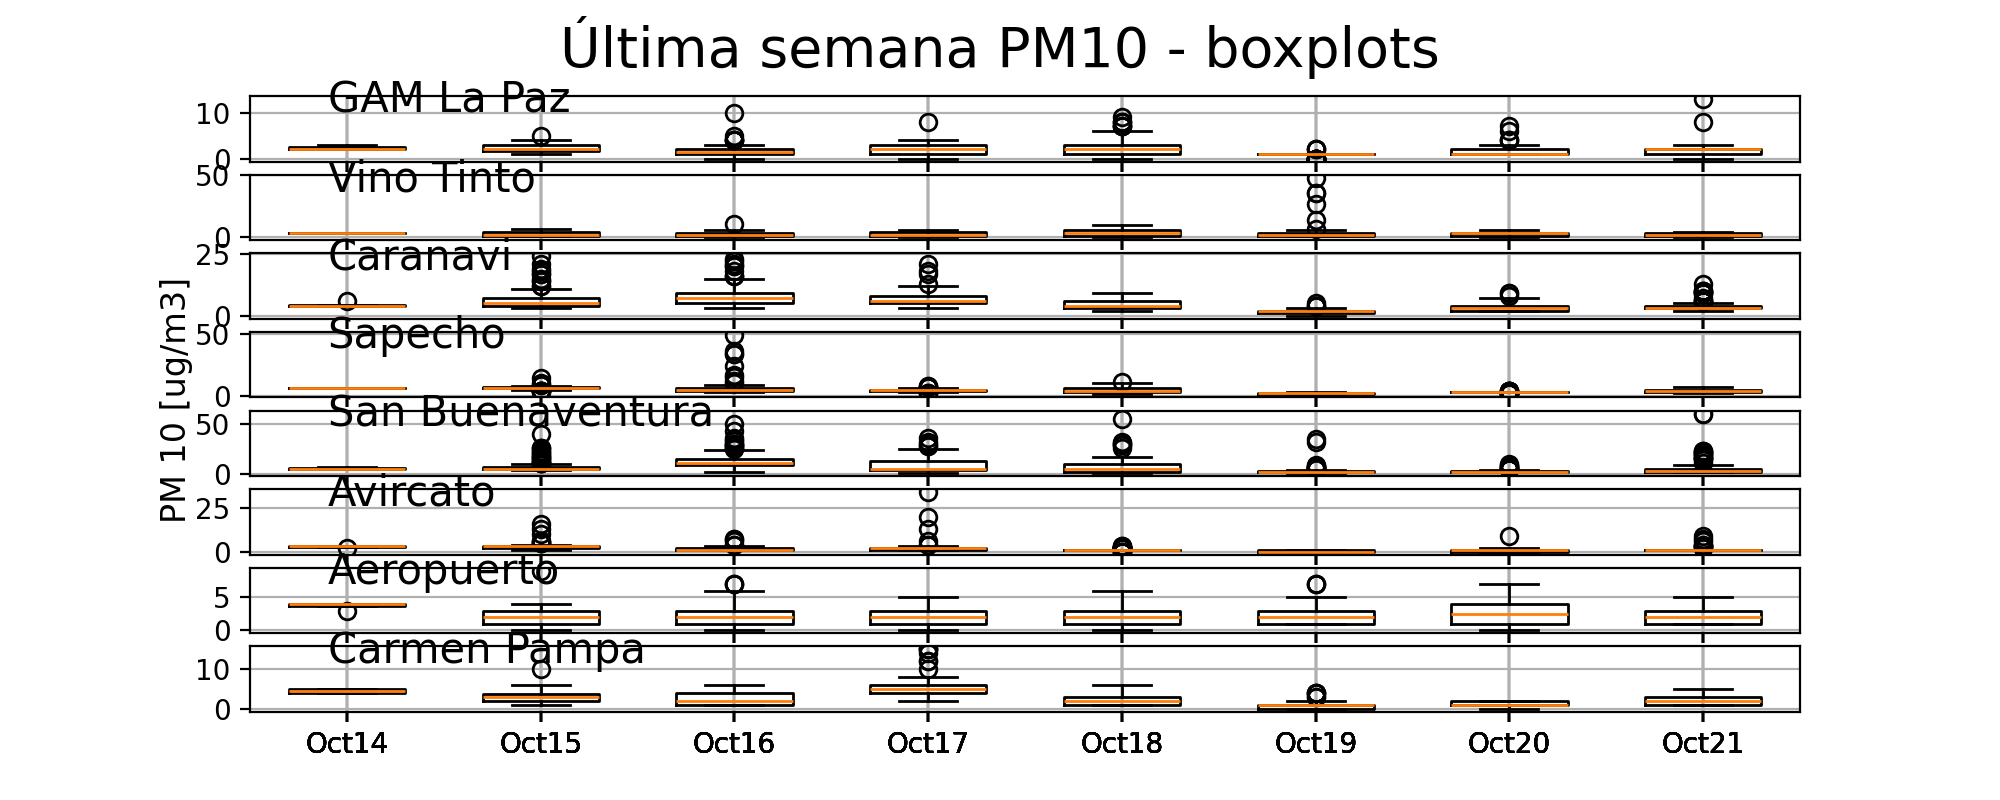 Última semana PM10 - boxplots
GAM La Paz
10
0
Vino Tinto
50
0
Caranavi
25
0
Sapecho
50
0
San Buenaventura
50
0
Avircato
25
0
Aeropuerto
5
0
Carmen Pampa
10
0
PM 10 [ug/m3]
Oct14 Oct15 Oct16 Oct17 Oct18 Oct19 Oct20 Oct21